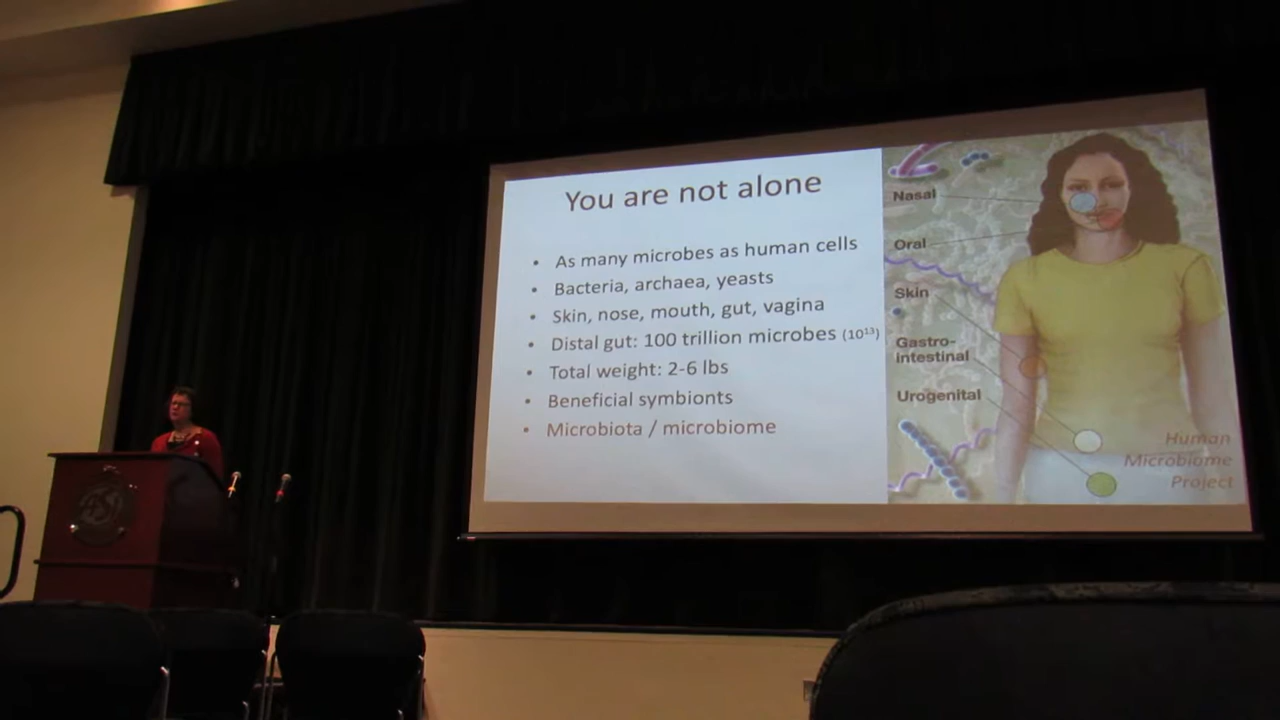 You are not alone
• As many microbes as human cells
• Bacteria, archaea, yeasts
• Skin, nose, mouth, gut, vagina
• Distal gut: 100 trillion microbes (10¹³)
• Total weight: 2-6 lbs
• Beneficial symbionts
• Microbiota / microbiome
Nasal
Oral
Skin
Gastro-
intestinal
Urogenital
Human
Microbiome
Project